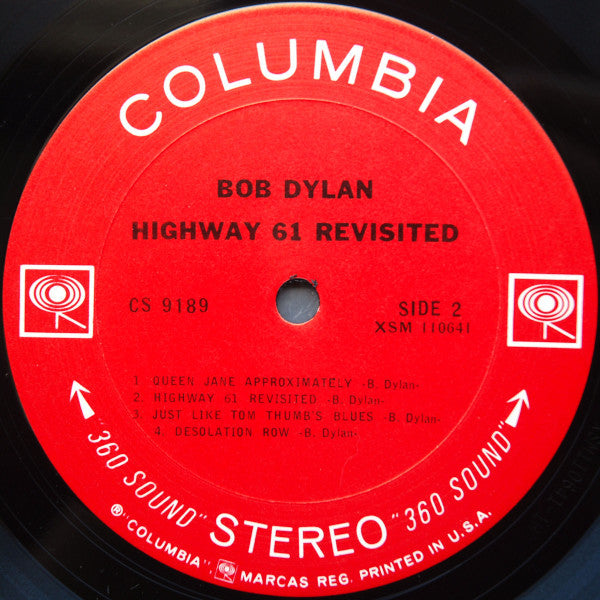 COLUMBIA
BOB DYLAN
HIGHWAY 61 REVISITED
CS 9189
SIDE 2
XSM 110641
1 QUEEN JANE APPROXIMATELY -B. Dylan-
2. HIGHWAY 61 REVISITED -B. Dylan-
3. JUST LIKE TOM THUMB'S BLUES -B. Dylan-
4. DESOLATION ROW -B. Dylan-
"360 SOUND" STEREO "360 SOUND"
® "COLUMBIA", MARCAS REG. PRINTED IN U.S.A.